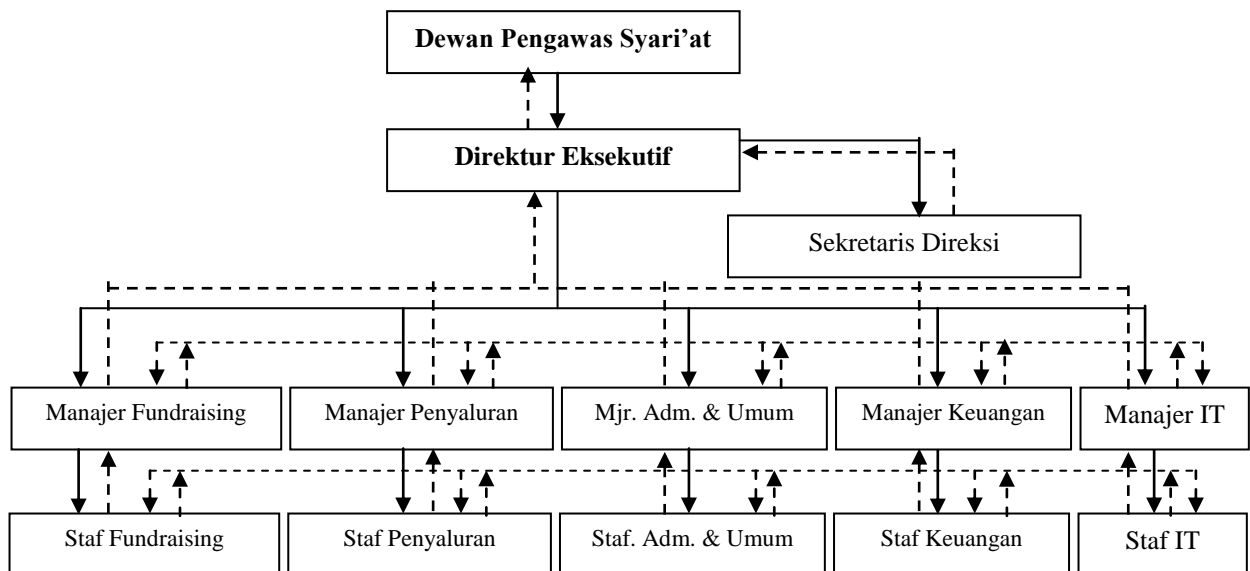 Dewan Pengawas Syari’at
Direktur Eksekutif
Sekretaris Direksi
Manajer Fundraising
Manajer Penyaluran
Mjr. Adm. & Umum
Manajer Keuangan
Manajer IT
Staf Fundraising
Staf Penyaluran
Staf. Adm. & Umum
Staf Keuangan
Staf IT